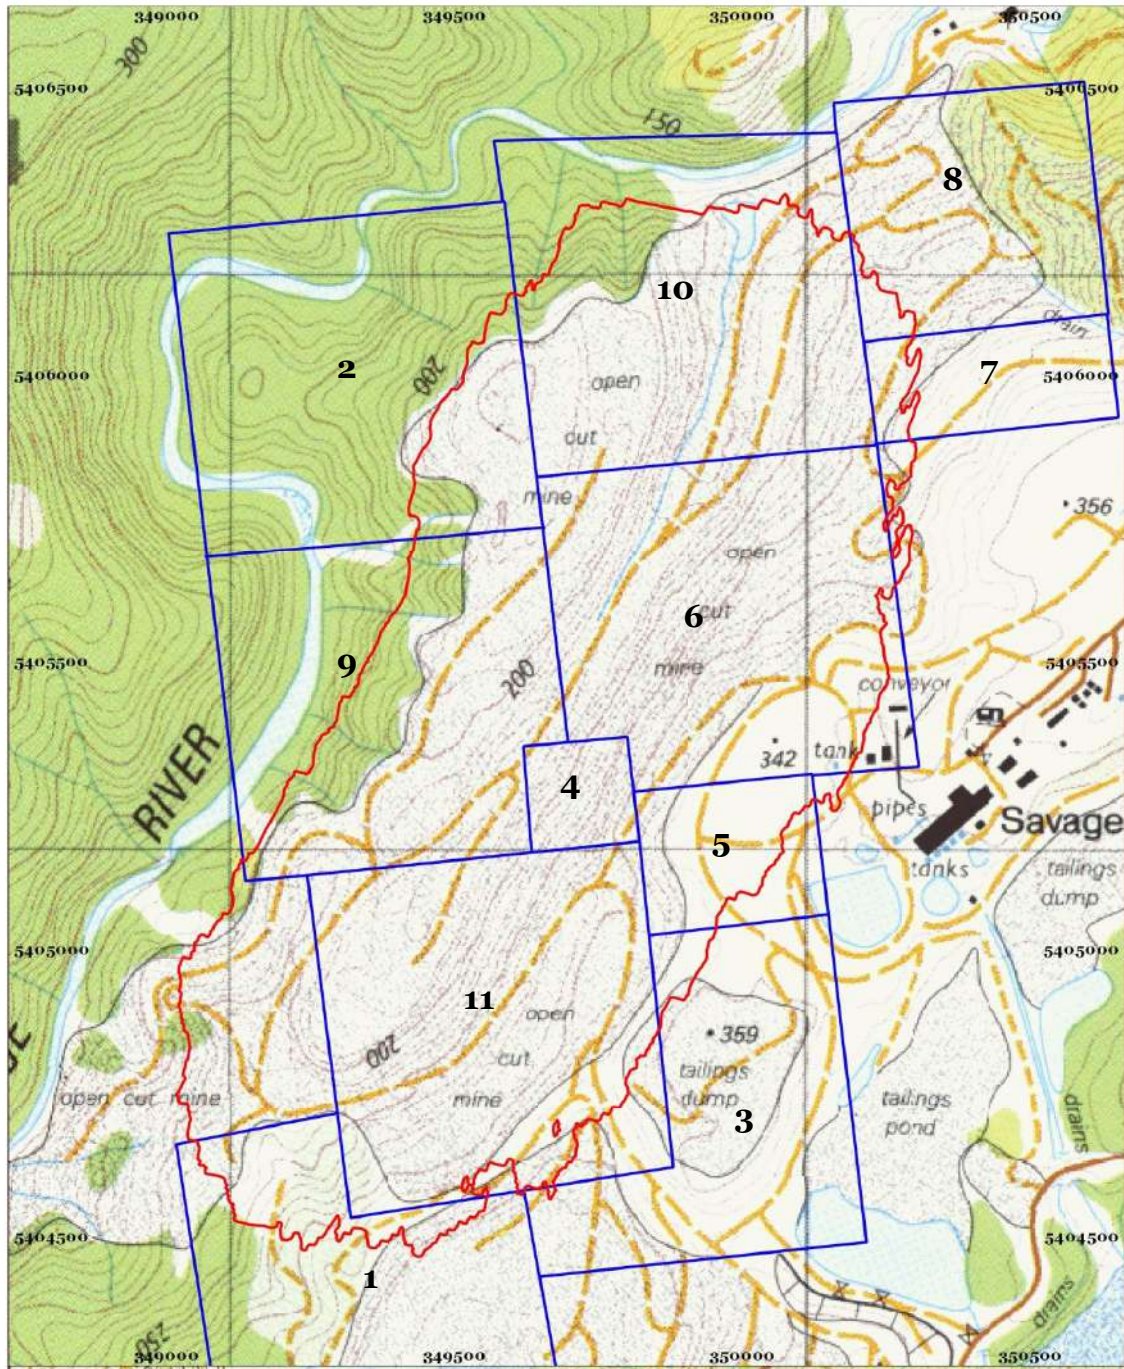 349000 349500 350000 350500
300
5406500 5406500
150
8
10
drain
2
200
open
7
5406000 5406000
cut
mine
356
open
cut
6
9
mine
5405500 5405500
200
conveyor
342 tank
4
RIVER
pipes
5
Savage
tanks
tailings
dump
5405000 5405000
11
open
359
200
cut
tailings
dump
open cut mine
mine
tailings
pond
drains
3
5404500 5404500
1
drains
250
349000 349500 350000 350500